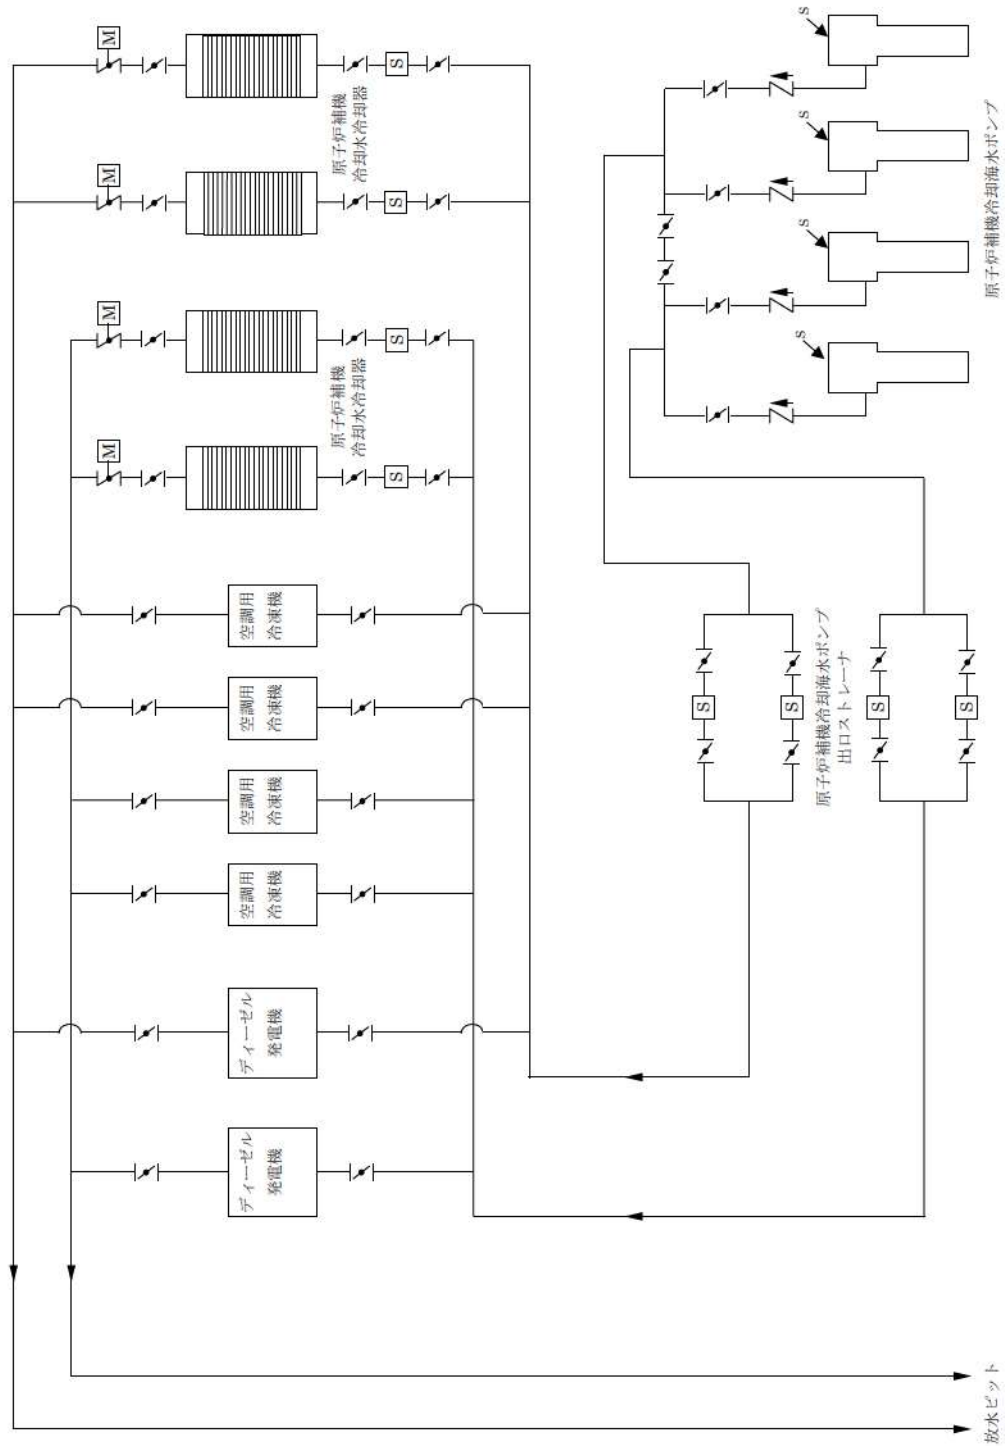 M
M
M
M
ディーゼル
発電機
ディーゼル
発電機
空調用
冷凍機
空調用
冷凍機
空調用
冷凍機
空調用
冷凍機
原子炉補機
冷却水冷却器
原子炉補機
冷却水冷却器
S
S
S
S
S
S
原子炉補機冷却海水ポンプ
出口ストレーナ
S
S
s
s
s
s
放水ピット
原子炉補機冷却海水ポンプ